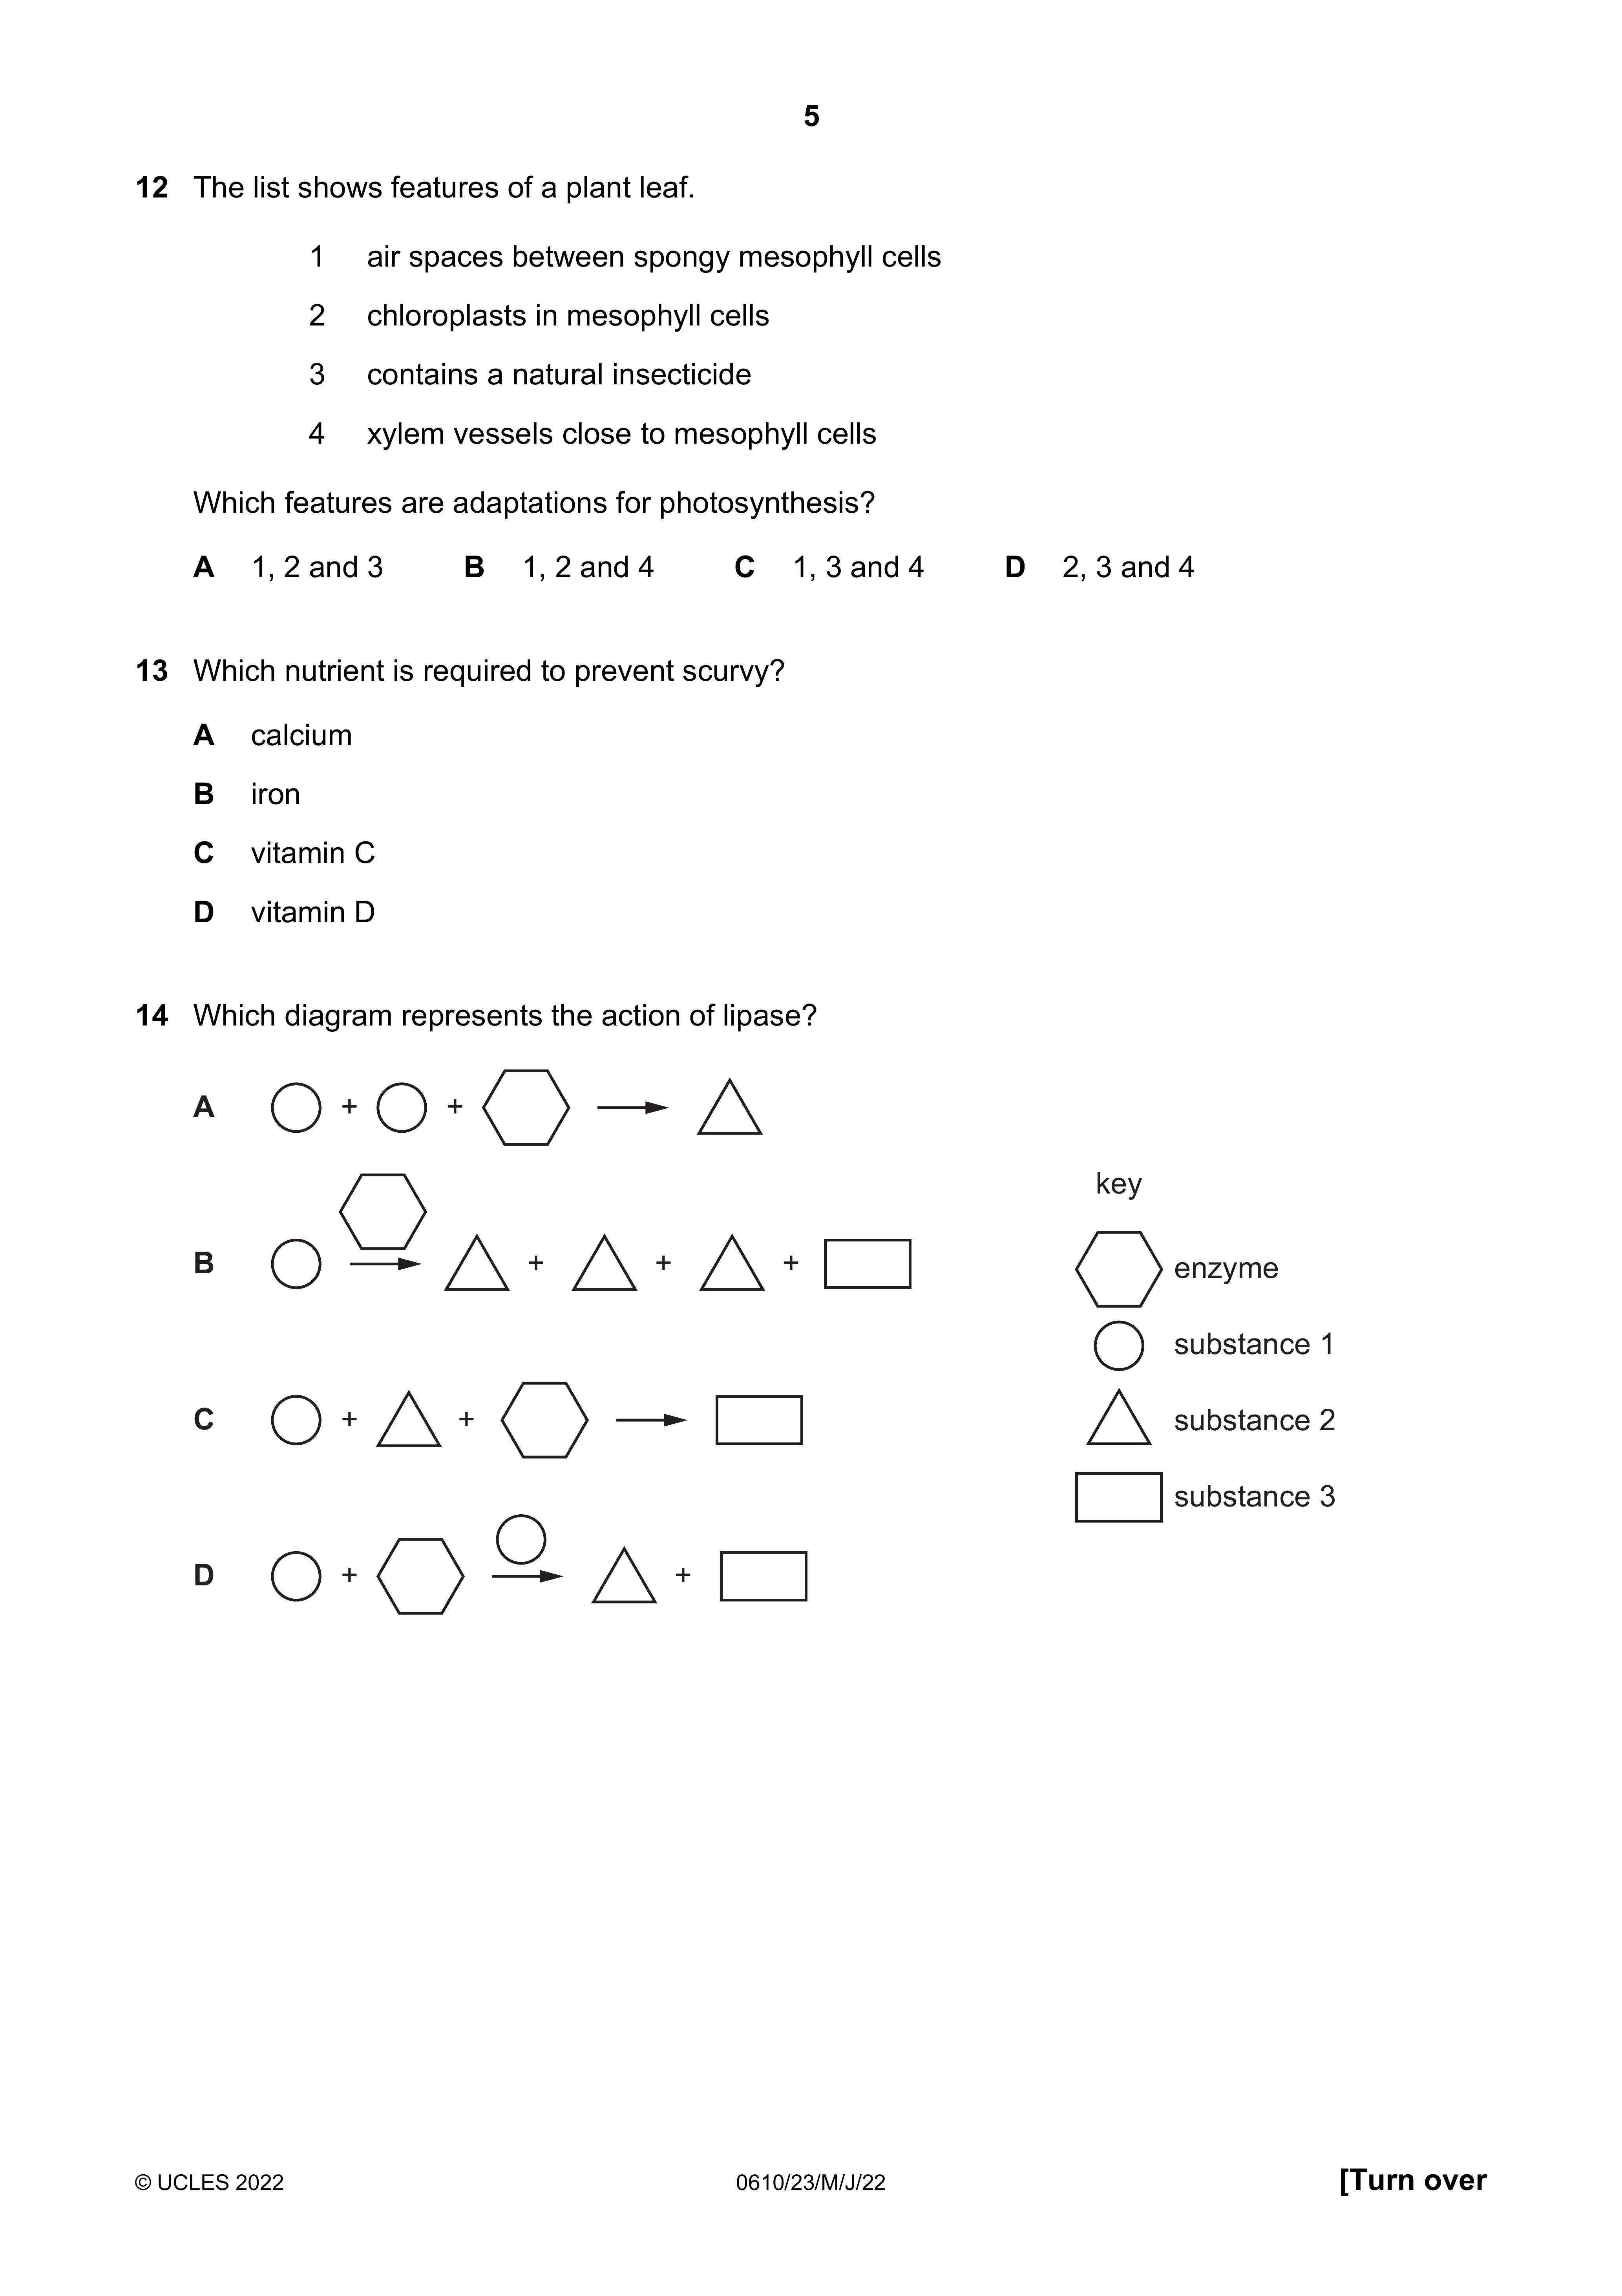 5
12 The list shows features of a plant leaf.
1 air spaces between spongy mesophyll cells
2 chloroplasts in mesophyll cells
3 contains a natural insecticide
4 xylem vessels close to mesophyll cells
Which features are adaptations for photosynthesis?
A 1, 2 and 3 B 1, 2 and 4 C 1, 3 and 4 D 2, 3 and 4
13 Which nutrient is required to prevent scurvy?
A calcium
B iron
C vitamin C
D vitamin D
14 Which diagram represents the action of lipase?
A + +
B + + +
C + +
D + +
key
enzyme
substance 1
substance 2
substance 3
© UCLES 2022 0610/23/M/J/22 [Turn over